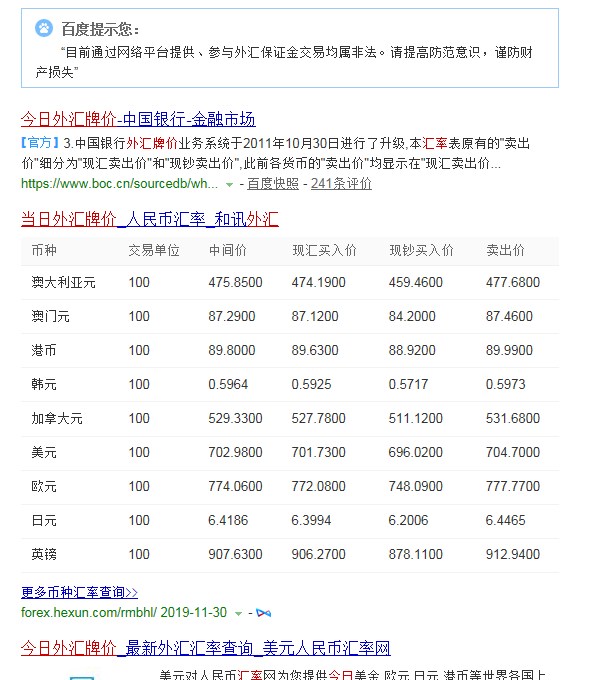 百度提示您:
“目前通过网络平台提供、参与外汇保证金交易均属非法。请提高防范意识，谨防财
产损失”
今日外汇牌价-中国银行-金融市场
【官方】3.中国银行外汇牌价业务系统于2011年10月30日进行了升级,本汇率表原有的"卖出
价"细分为"现汇卖出价"和"现钞卖出价",此前各货币的"卖出价"均显示在"现汇卖出价...
https://www.boc.cn/sourcedb/wh... - 百度快照 - 241条评价
当日外汇牌价_人民币汇率_和讯外汇
币种 交易单位 中间价 现汇买入价 现钞买入价 卖出价
澳大利亚元 100 475.8500 474.1900 459.4600 477.6800
澳门元 100 87.2900 87.1200 84.2000 87.4600
港币 100 89.8000 89.6300 88.9200 89.9900
韩元 100 0.5964 0.5925 0.5717 0.5973
加拿大元 100 529.3300 527.7800 511.1200 531.6800
美元 100 702.9800 701.7300 696.0200 704.7000
欧元 100 774.0600 772.0800 748.0900 777.7700
日元 100 6.4186 6.3994 6.2006 6.4465
英镑 100 907.6300 906.2700 878.1100 912.9400
更多币种汇率查询>>
forex.hexun.com/rmbhl/ 2019-11-30 -
今日外汇牌价_最新外汇汇率查询_美元人民币汇率网
美元对人民币汇率网为您提供今日美金,欧元,日元,港币等世界各国上